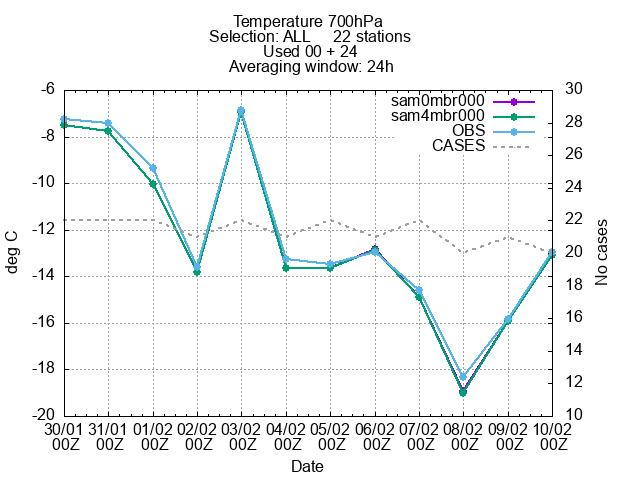 Temperature 700hPa
Selection: ALL 22 stations
Used 00 + 24
Averaging window: 24h
sam0mbr000
sam4mbr000
OBS
CASES
-6
-8
-10
-12
-14
-16
-18
-20
deg C
30
28
26
24
22
20
18
16
14
12
10
No cases
30/01 31/01 01/02 02/02 03/02 04/02 05/02 06/02 07/02 08/02 09/02 10/02
00Z 00Z 00Z 00Z 00Z 00Z 00Z 00Z 00Z 00Z 00Z 00Z
Date